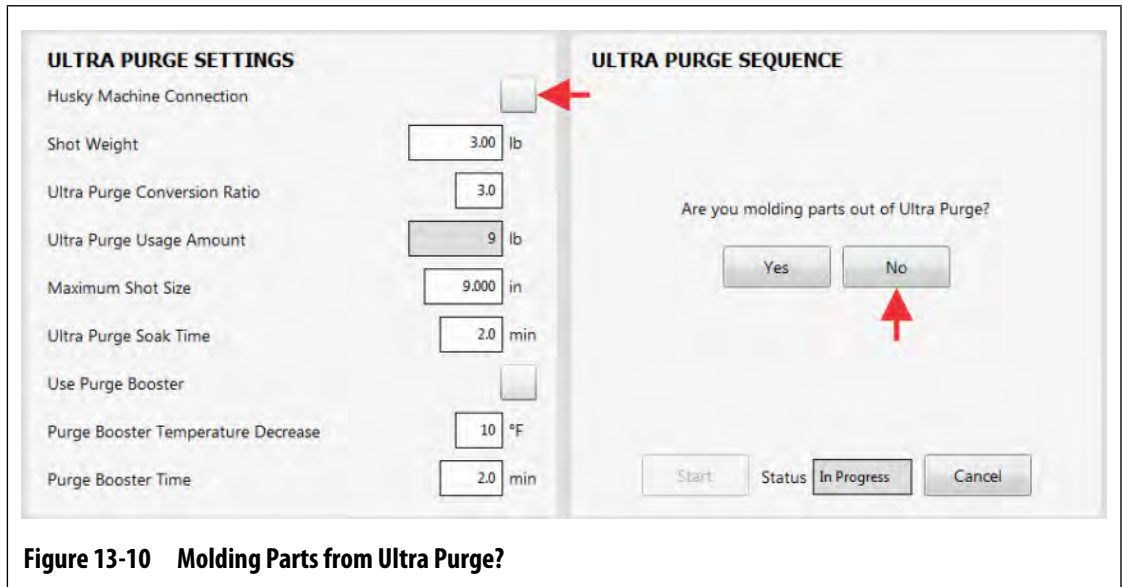 ULTRA PURGE SETTINGS
Husky Machine Connection
Shot Weight 3.00 lb
Ultra Purge Conversion Ratio 3.0
Ultra Purge Usage Amount 9 lb
Maximum Shot Size 9.000 in
Ultra Purge Soak Time 2.0 min
Use Purge Booster
Purge Booster Temperature Decrease 10 °F
Purge Booster Time 2.0 min
ULTRA PURGE SEQUENCE
Are you molding parts out of Ultra Purge?
Yes No
Start Status In Progress Cancel
Figure 13-10 Molding Parts from Ultra Purge?